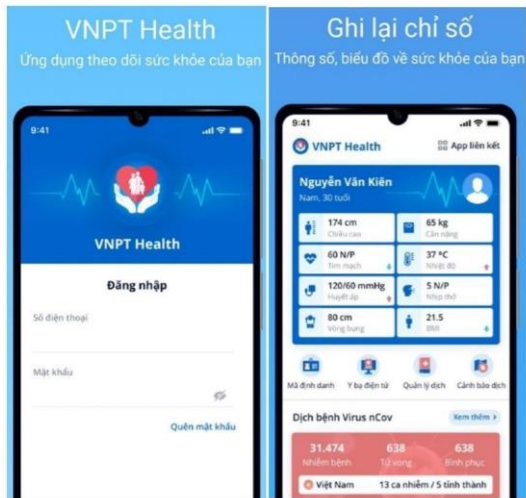 VNPT Health
Ứng dụng theo dõi sức khỏe của bạn
9:41
VNPT Health
Đăng nhập
Số điện thoại
Mật khẩu
Quên mật khẩu
Ghi lại chỉ số
Thông số, biểu đồ về sức khỏe của bạn
9:41
VNPT Health
App liên kết
Nguyễn Văn Kiên
Nam, 30 tuổi
174 cm
Chiều cao
65 kg
Cân nặng
60 N/P
Tim mạch
37 °C
Nhiệt độ
120/60 mmHg
Huyết áp
5 N/P
Nhịp thở
80 cm
Vòng bụng
21.5
BMI
Mã định danh
Y bạ điện tử
Quản lý dịch
Cảnh báo dịch
Dịch bệnh Virus nCov
Xem thêm >
31.474
Nhiễm bệnh
638
Tử vong
638
Bình phục
Việt Nam
13 ca nhiễm / 5 tỉnh thành